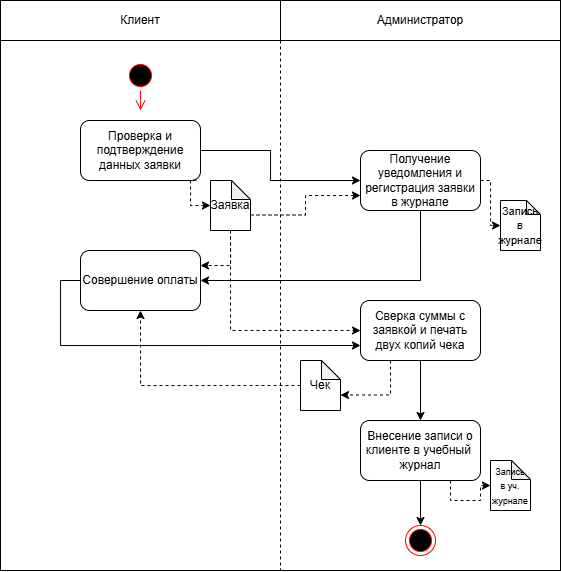 Клиент
Администратор
Проверка и
подтверждение
данных заявки
Получение
уведомления и
регистрация заявки
в журнале
Заявка
Запись
в
журнале
Совершение оплаты
Сверка суммы с
заявкой и печать
двух копий чека
Чек
Внесение записи о
клиенте в учебный
журнал
Запись
в уч.
журнале